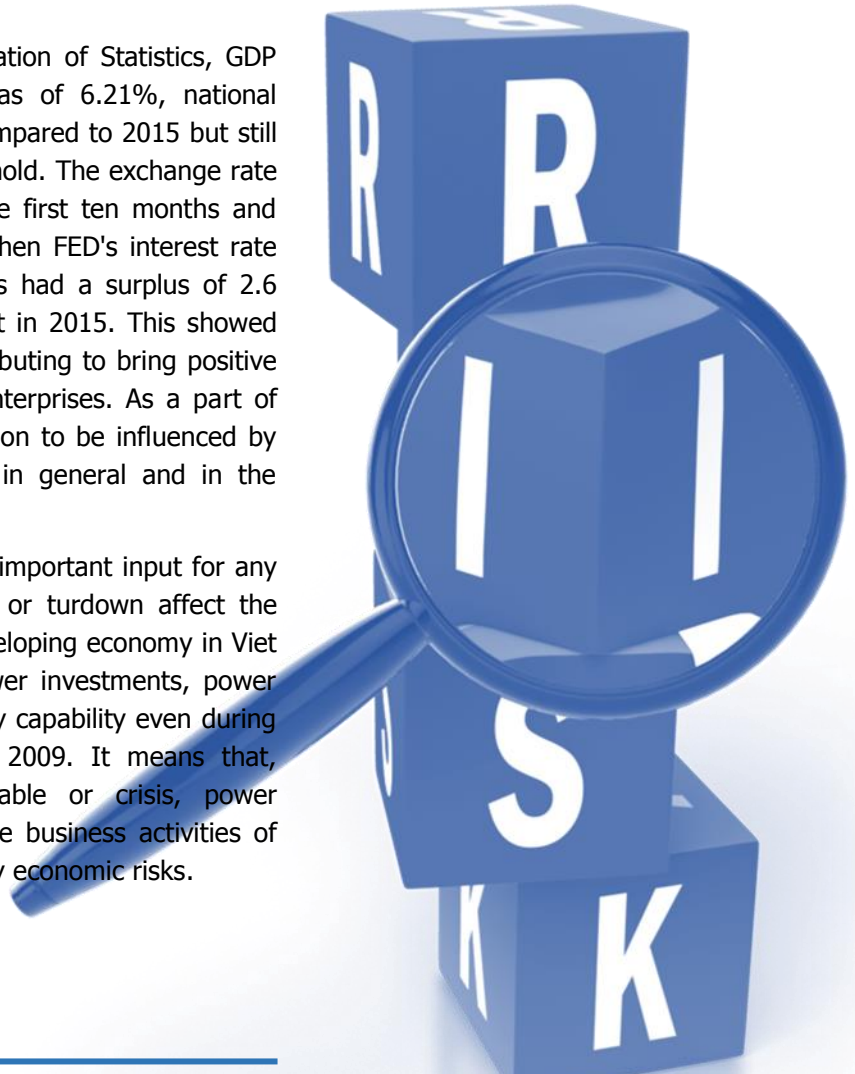 ation of Statistics, GDP
as of 6.21%, national
mpared to 2015 but still
hold. The exchange rate
e first ten months and
hen FED's interest rate
s had a surplus of 2.6
t in 2015. This showed
buting to bring positive
nterprises. As a part of
on to be influenced by
in general and in the
important input for any
or turdown affect the
eloping economy in Viet
wer investments, power
y capability even during
2009. It means that,
able or crisis, power
e business activities of
y economic risks.
R
R R
I I
S S
K K